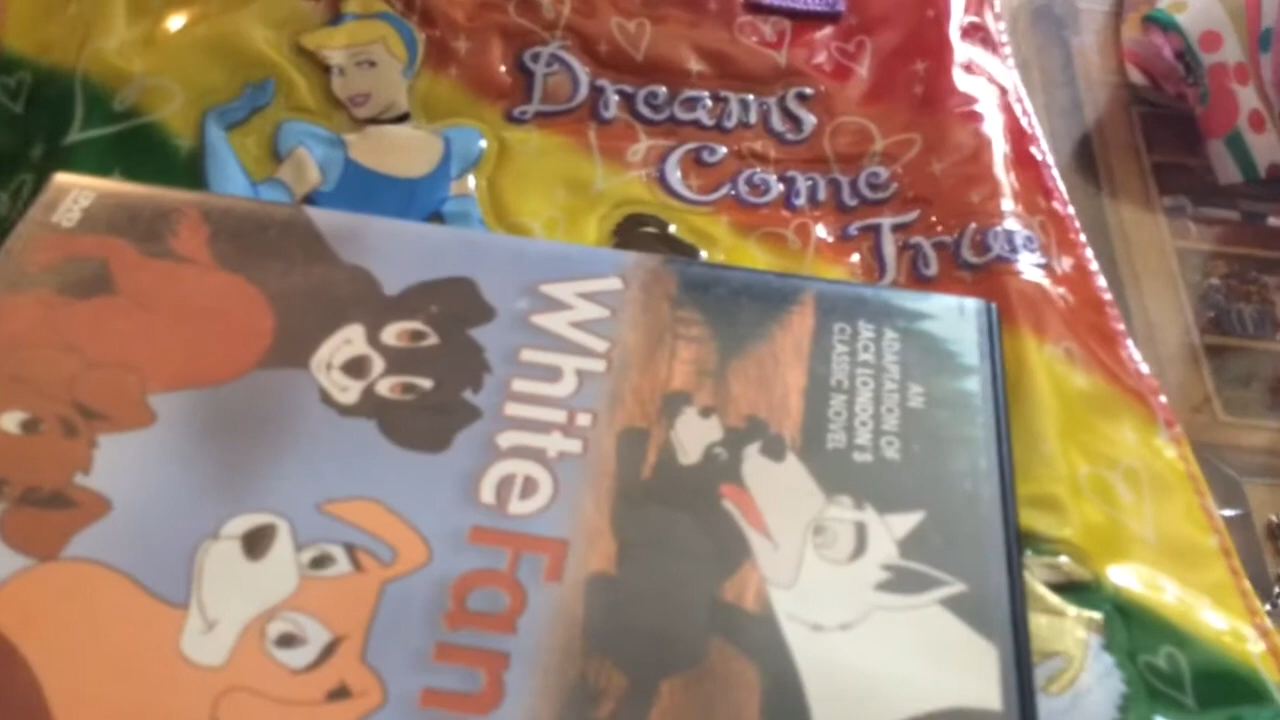 Dreams
Come
True
DVD
White Fan
AN
ADAPTATION OF
JACK LONDON'S
CLASSIC NOVEL